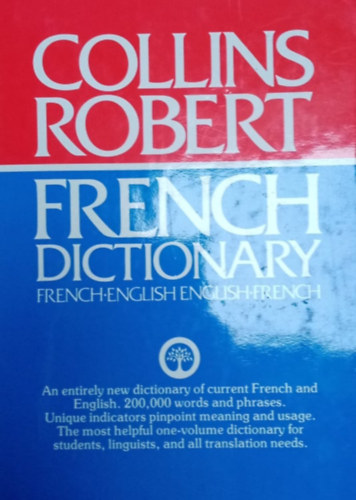 COLLINS
ROBERT
FRENCH
DICTIONARY
FRENCH·ENGLISH ENGLISH·FRENCH
An entirely new dictionary of current French and
English. 200,000 words and phrases.
Unique indicators pinpoint meaning and usage.
The most helpful one-volume dictionary for
students, linguists, and all translation needs.